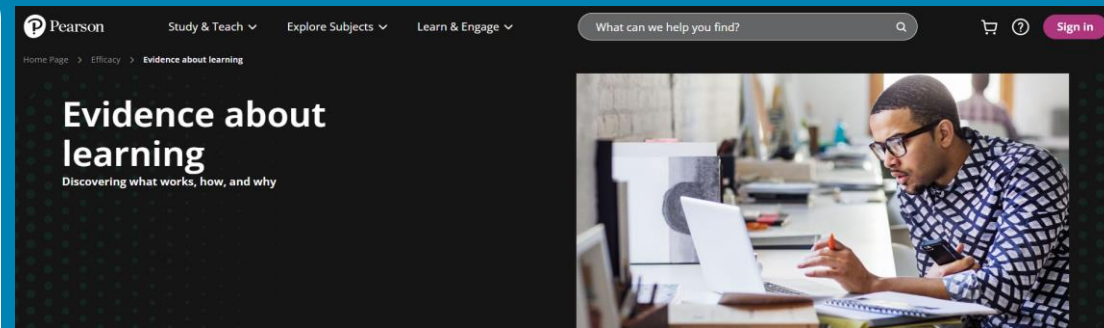 Pearson
Study & Teach
Explore Subjects
Learn & Engage
What can we help you find?
Sign in
Home Page > Efficacy > Evidence about learning
Evidence about
learning
Discovering what works, how, and why